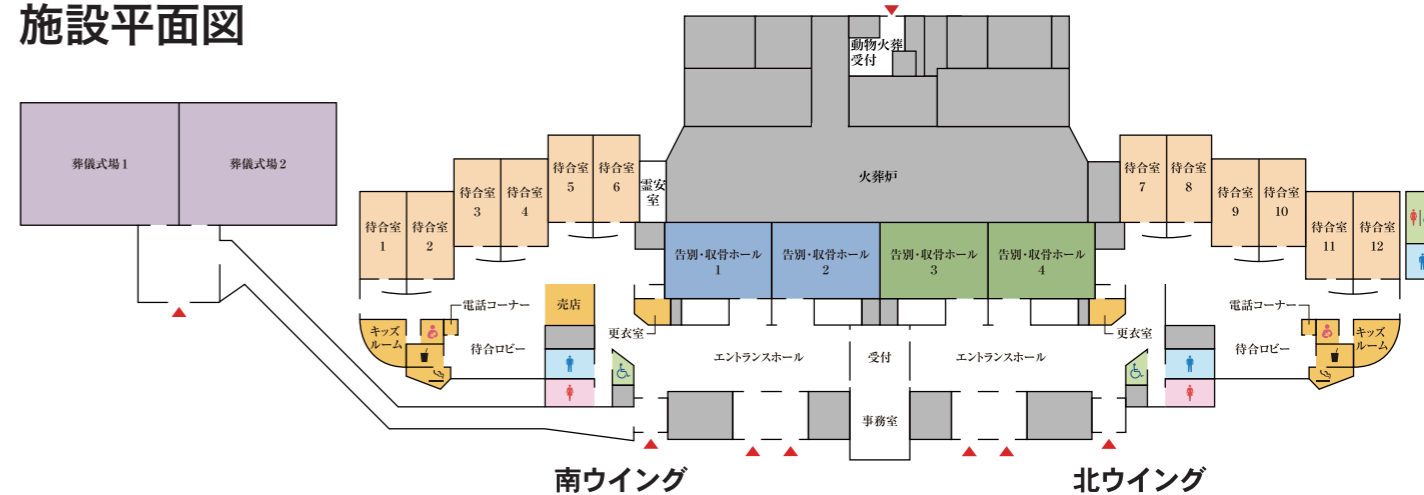 施設平面図
動物火葬
受付
葬儀式場1
葬儀式場2
待合室
1
待合室
2
待合室
3
待合室
4
待合室
5
待合室
6
霊安
室
火葬炉
待合室
7
待合室
8
待合室
9
待合室
10
待合室
11
待合室
12
告別・収骨ホール
1
告別・収骨ホール
2
告別・収骨ホール
3
告別・収骨ホール
4
電話コーナー
売店
キッズ
ルーム
待合ロビー
更衣室
エントランスホール
受付
エントランスホール
更衣室
電話コーナー
待合ロビー
キッズ
ルーム
事務室
南ウイング
北ウイング